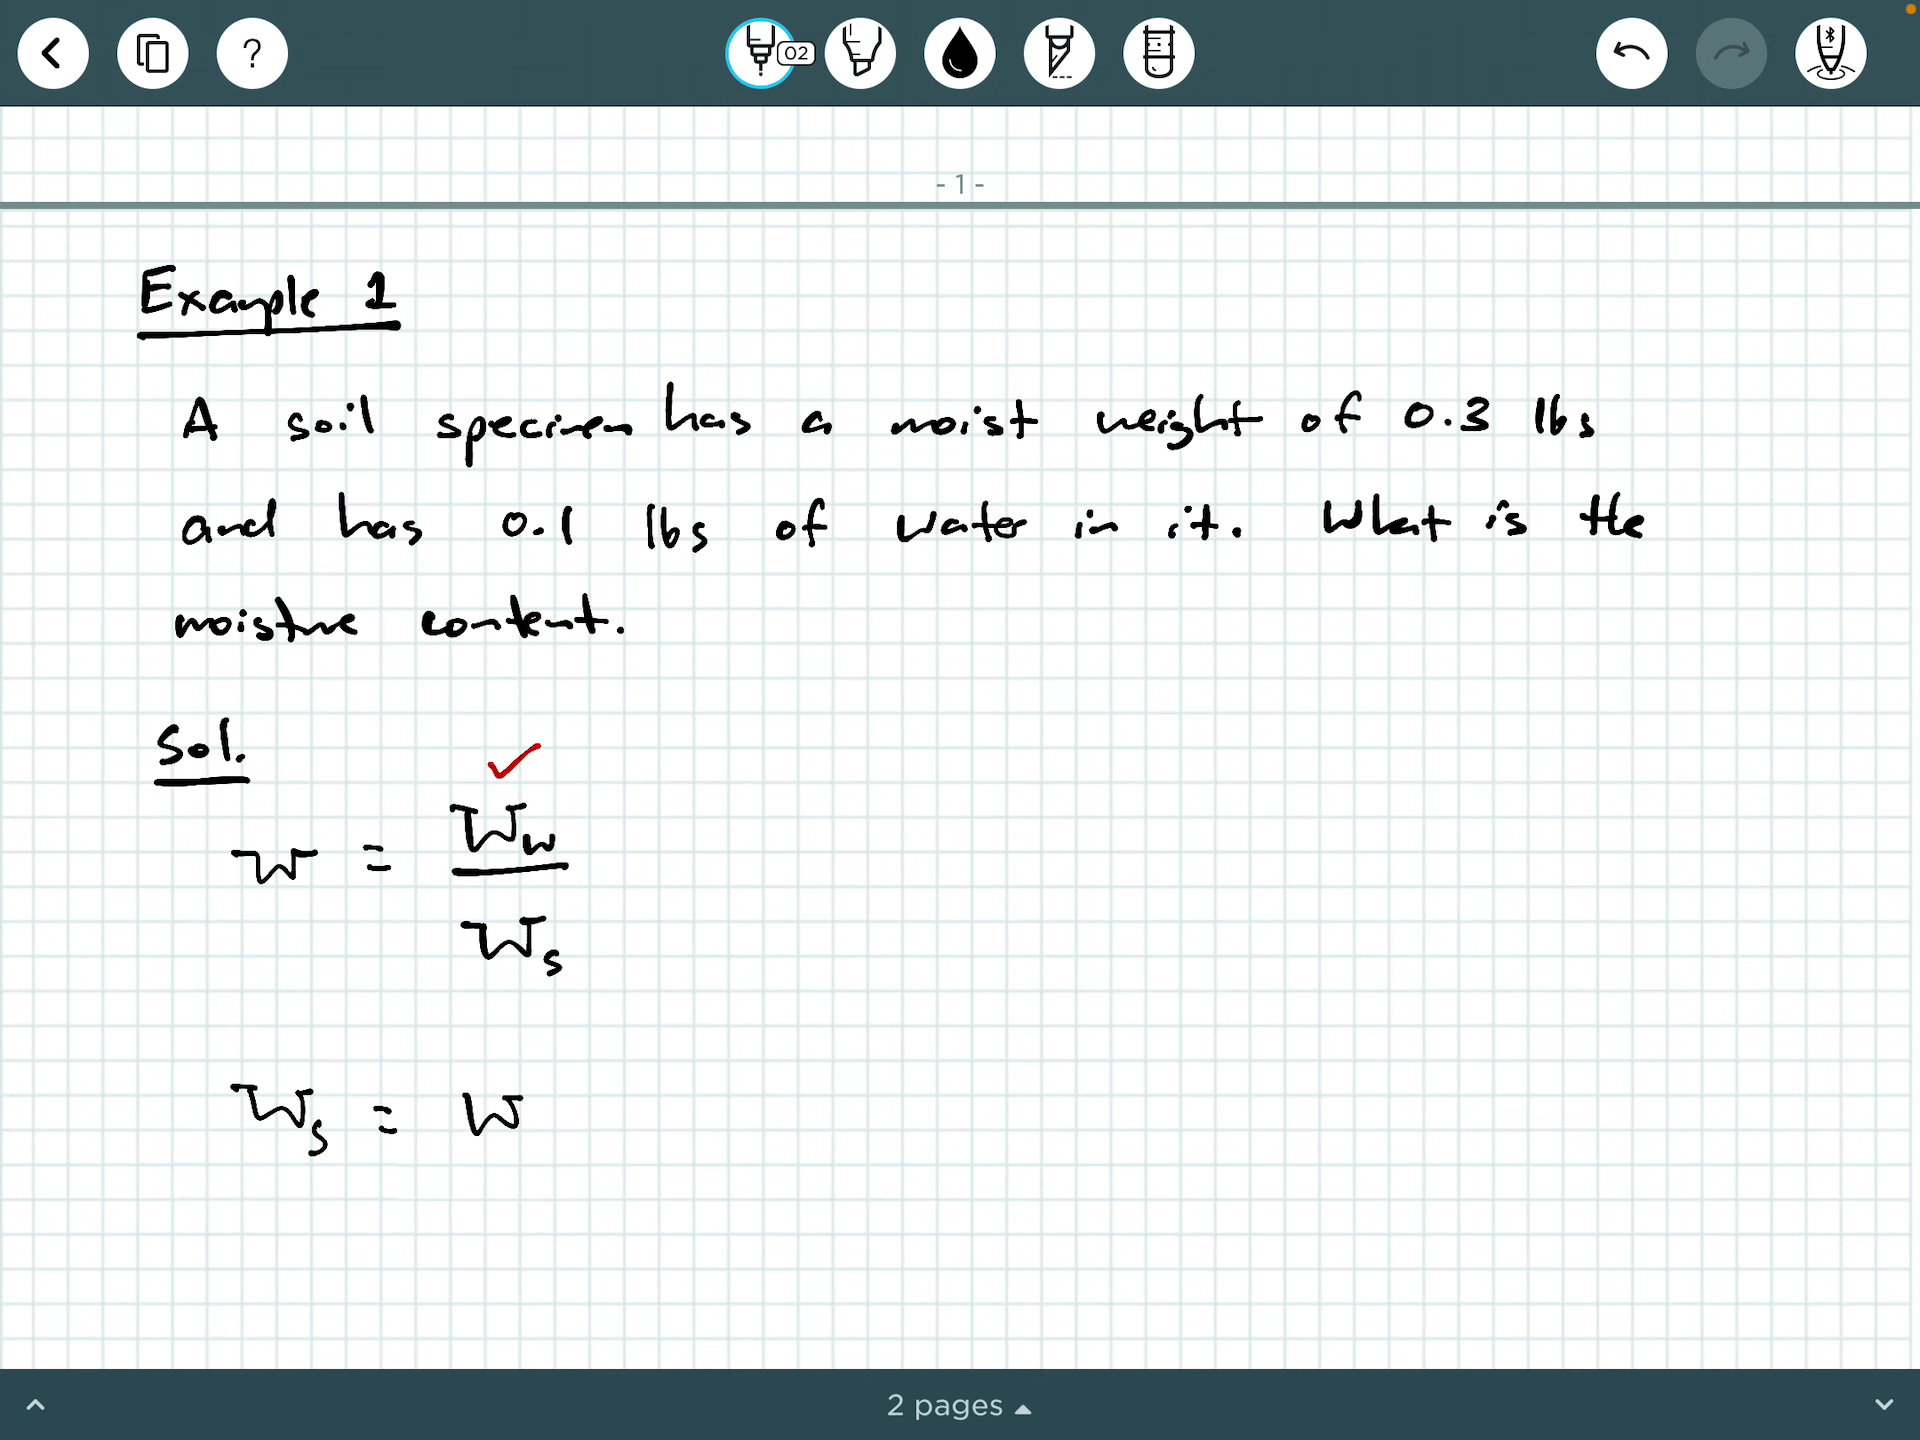 ?
02
- 1 -
Example 1
A soil specimen has a moist weight of 0.3 lbs
and has 0.1 lbs of water in it. What is the
moisture content.
Sol.
w = Ww / Ws
Ws = W
2 pages